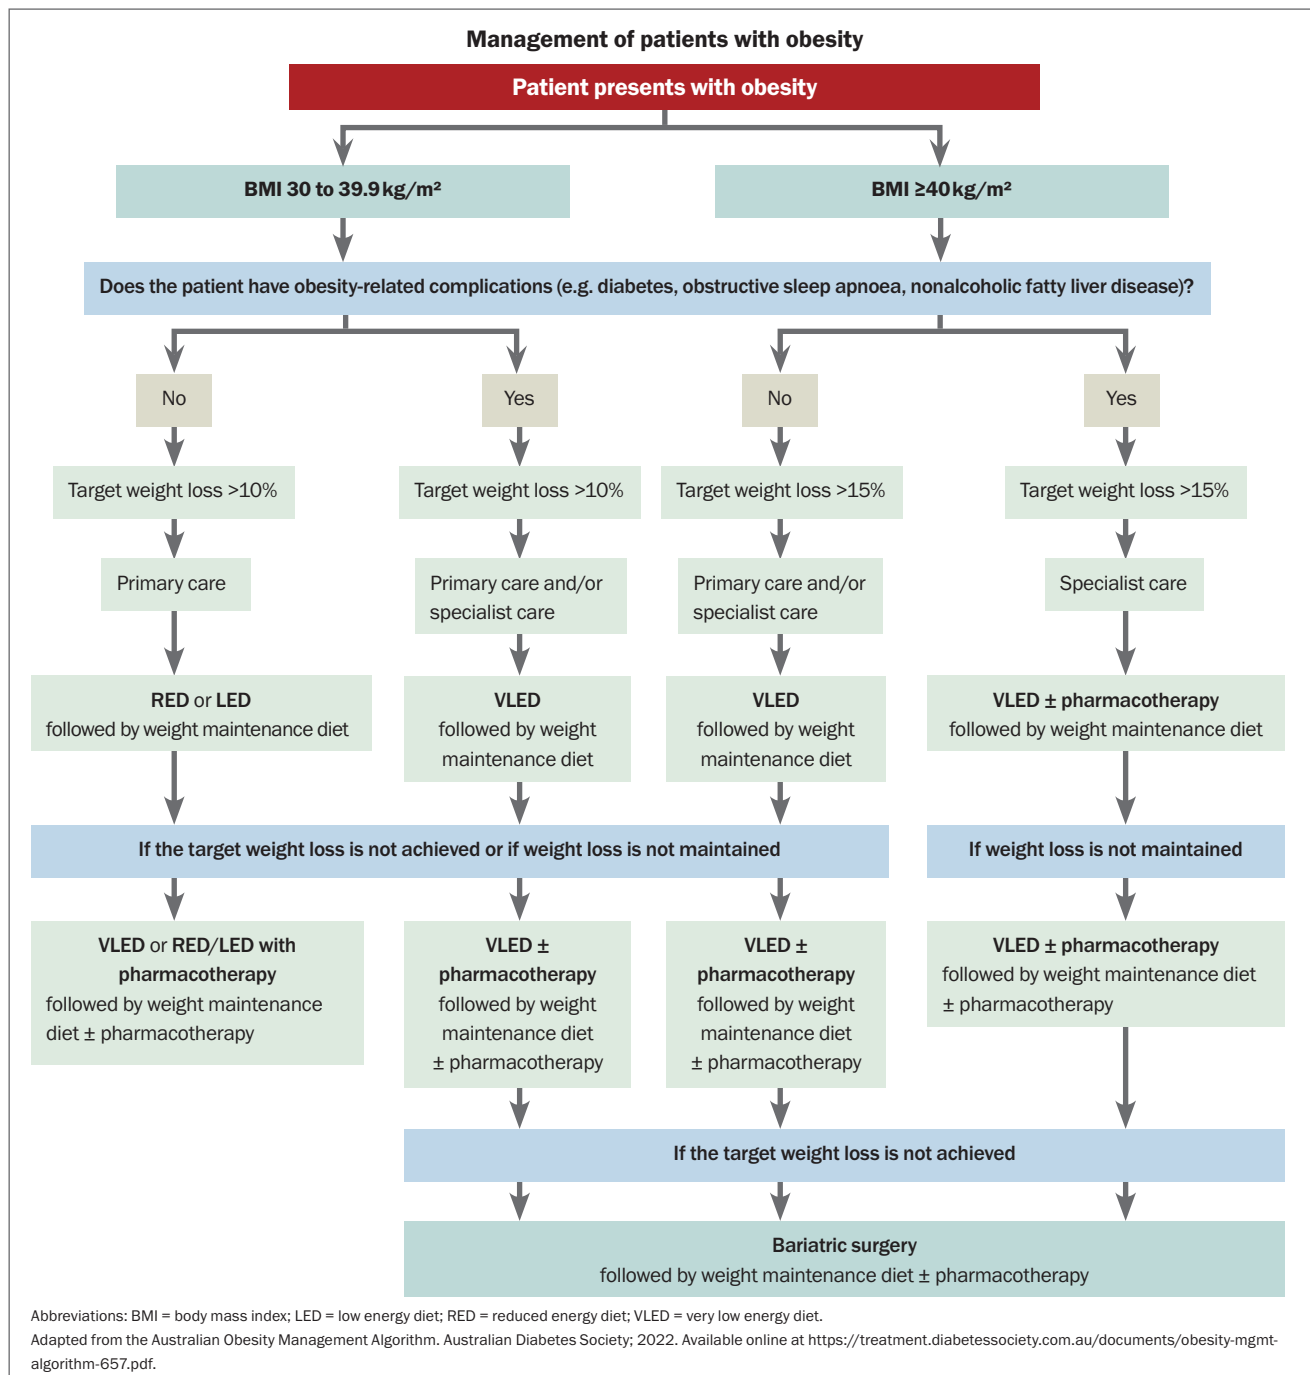 Management of patients with obesity
Patient presents with obesity
BMI 30 to 39.9 kg/m²
BMI ≥40 kg/m²
Does the patient have obesity-related complications (e.g. diabetes, obstructive sleep apnoea, nonalcoholic fatty liver disease)?
No
Yes
No
Yes
Target weight loss >10%
Target weight loss >10%
Target weight loss >15%
Target weight loss >15%
Primary care
Primary care and/or
specialist care
Primary care and/or
specialist care
Specialist care
RED or LED
followed by weight maintenance diet
VLED
followed by weight
maintenance diet
VLED
followed by weight
maintenance diet
VLED ± pharmacotherapy
followed by weight maintenance diet
If the target weight loss is not achieved or if weight loss is not maintained
If weight loss is not maintained
VLED or RED/LED with
pharmacotherapy
followed by weight maintenance
diet ± pharmacotherapy
VLED ±
pharmacotherapy
followed by weight
maintenance diet
± pharmacotherapy
VLED ±
pharmacotherapy
followed by weight
maintenance diet
± pharmacotherapy
VLED ± pharmacotherapy
followed by weight maintenance diet
± pharmacotherapy
If the target weight loss is not achieved
Bariatric surgery
followed by weight maintenance diet ± pharmacotherapy
Abbreviations: BMI = body mass index; LED = low energy diet; RED = reduced energy diet; VLED = very low energy diet.
Adapted from the Australian Obesity Management Algorithm. Australian Diabetes Society; 2022. Available online at https://treatment.diabetessociety.com.au/documents/obesity-mgmt-
algorithm-657.pdf.